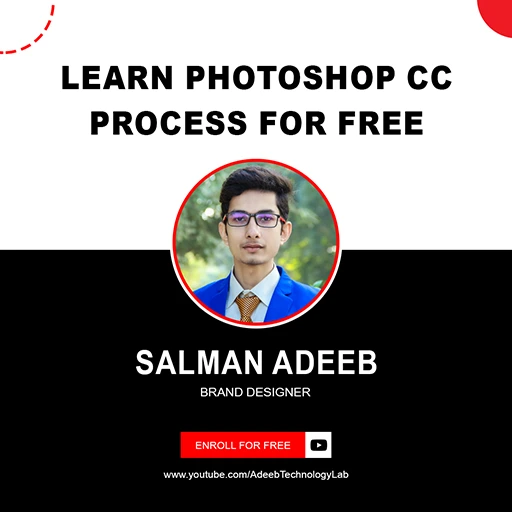 LEARN PHOTOSHOP CC
PROCESS FOR FREE
SALMAN ADEEB
BRAND DESIGNER
ENROLL FOR FREE
www.youtube.com/AdeebTechnologyLab